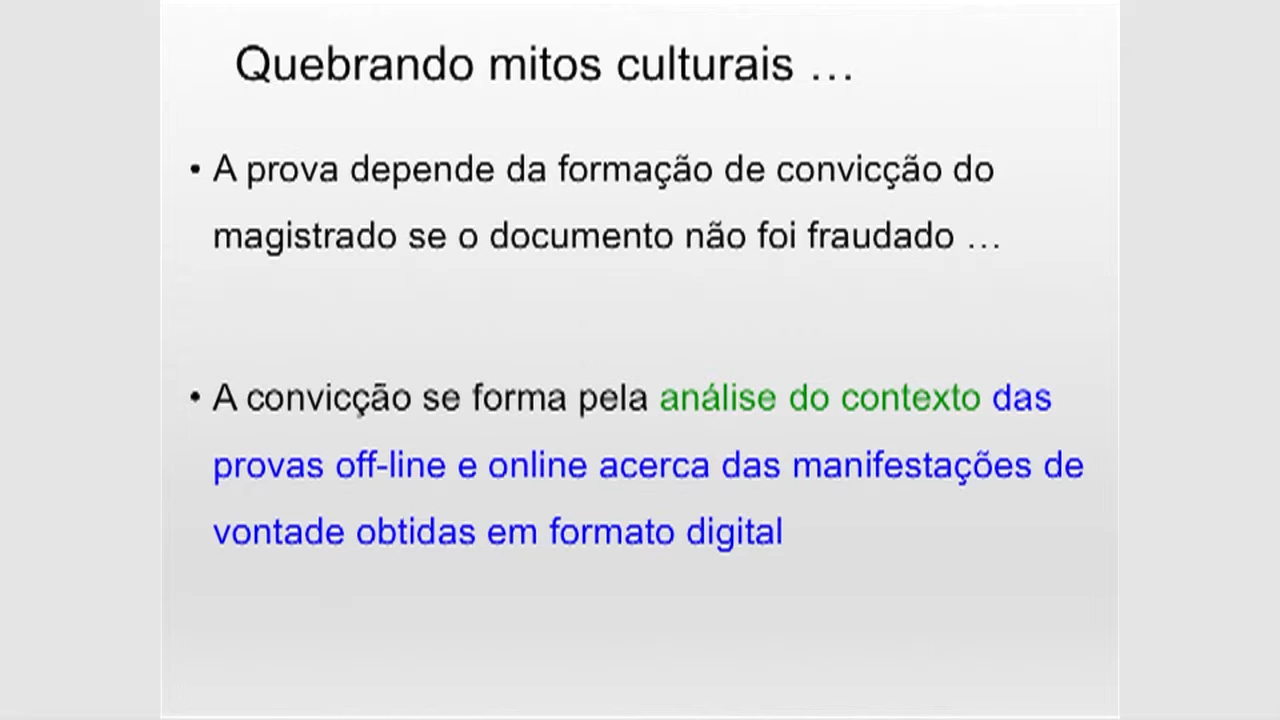 Quebrando mitos culturais …
• A prova depende da formação de convicção do
magistrado se o documento não foi fraudado …
• A convicção se forma pela análise do contexto das
provas off-line e online acerca das manifestações de
vontade obtidas em formato digital